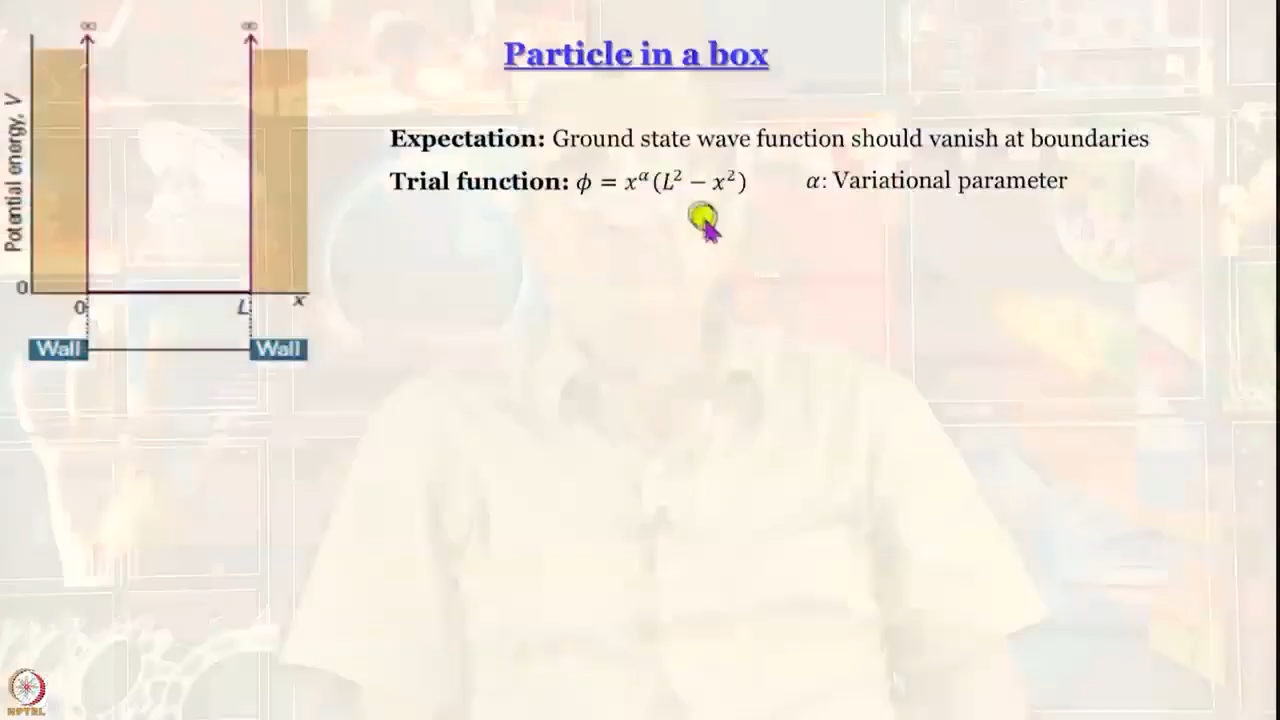 Particle in a box
∞ ∞
Potential energy, V
Expectation: Ground state wave function should vanish at boundaries
Trial function: ϕ = x^α(L² − x²) α: Variational parameter
0
0 L x
Wall Wall
NPTEL